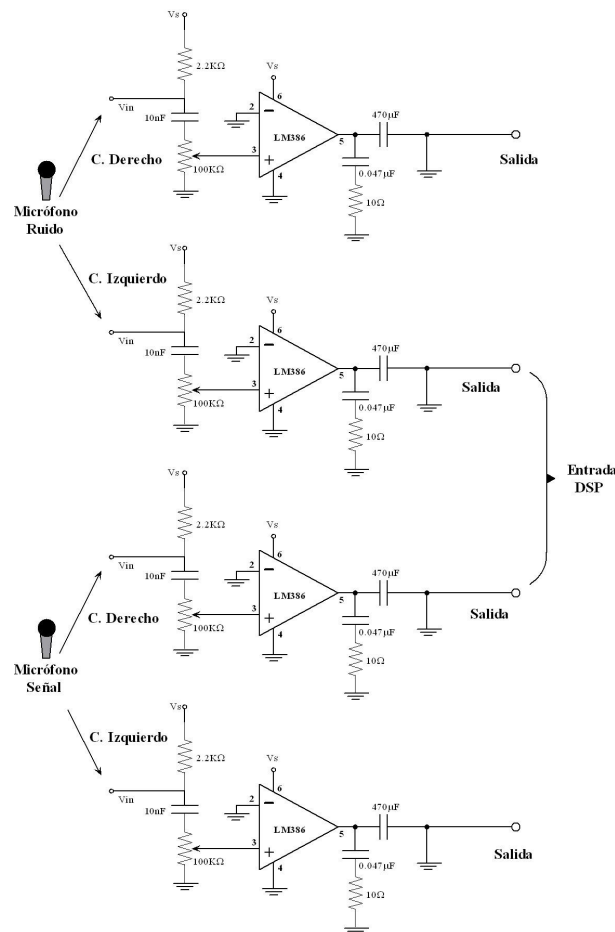 Vs
2.2KΩ
Vs
Vin
10nF
2
6
LM386
5
470µF
C. Derecho
3
100KΩ
4
0.047µF
10Ω
Salida
Micrófono
Ruido
C. Izquierdo
Vs
2.2KΩ
Vs
Vin
10nF
2
6
LM386
5
470µF
3
100KΩ
4
0.047µF
10Ω
Salida
Entrada
DSP
Vs
2.2KΩ
Vs
Vin
10nF
2
6
LM386
5
470µF
C. Derecho
3
100KΩ
4
0.047µF
10Ω
Salida
Micrófono
Señal
C. Izquierdo
Vs
2.2KΩ
Vs
Vin
10nF
2
6
LM386
5
470µF
3
100KΩ
4
0.047µF
10Ω
Salida